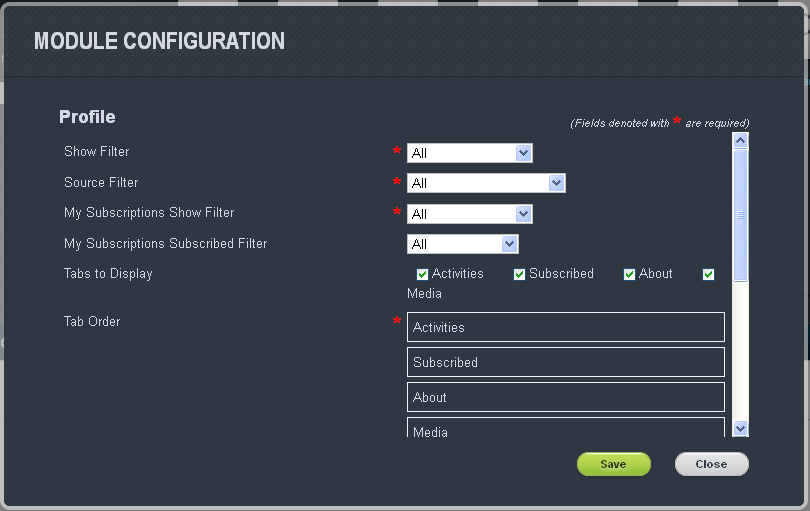 MODULE CONFIGURATION
Profile
(Fields denoted with * are required)
Show Filter * All
Source Filter * All
My Subscriptions Show Filter * All
My Subscriptions Subscribed Filter All
Tabs to Display Activities Subscribed About
Media
Tab Order * Activities
Subscribed
About
Media
Save Close